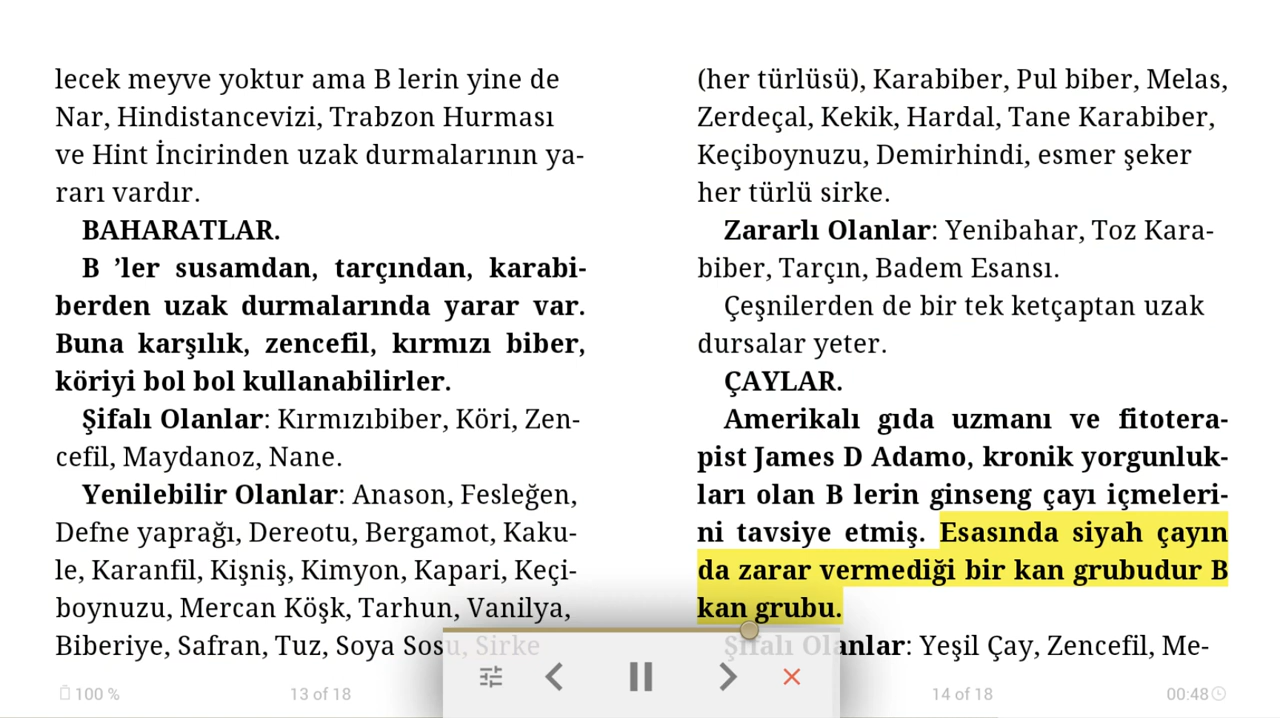 lecek meyve yoktur ama B lerin yine de
Nar, Hindistancevizi, Trabzon Hurması
ve Hint İncirinden uzak durmalarının ya-
rarı vardır.
BAHARATLAR.
B ’ler susamdan, tarçından, karabi-
berden uzak durmalarında yarar var.
Buna karşılık, zencefil, kırmızı biber,
köriyi bol bol kullanabilirler.
Şifalı Olanlar: Kırmızıbiber, Köri, Zen-
cefil, Maydanoz, Nane.
Yenilebilir Olanlar: Anason, Fesleğen,
Defne yaprağı, Dereotu, Bergamot, Kaku-
le, Karanfil, Kişniş, Kimyon, Kapari, Keçi-
boynuzu, Mercan Köşk, Tarhun, Vanilya,
Biberiye, Safran, Tuz, Soya Sosu, Sirke
(her türlüsü), Karabiber, Pul biber, Melas,
Zerdeçal, Kekik, Hardal, Tane Karabiber,
Keçiboynuzu, Demirhindi, esmer şeker
her türlü sirke.
Zararlı Olanlar: Yenibahar, Toz Kara-
biber, Tarçın, Badem Esansı.
Çeşnilerden de bir tek ketçaptan uzak
dursalar yeter.
ÇAYLAR.
Amerikalı gıda uzmanı ve fitotera-
pist James D Adamo, kronik yorgunluk-
ları olan B lerin ginseng çayı içmeleri-
ni tavsiye etmiş. Esasında siyah çayın
da zarar vermediği bir kan grubudur B
kan grubu.
Şifalı Olanlar: Yeşil Çay, Zencefil, Me-
100 %
13 of 18
14 of 18
00:48